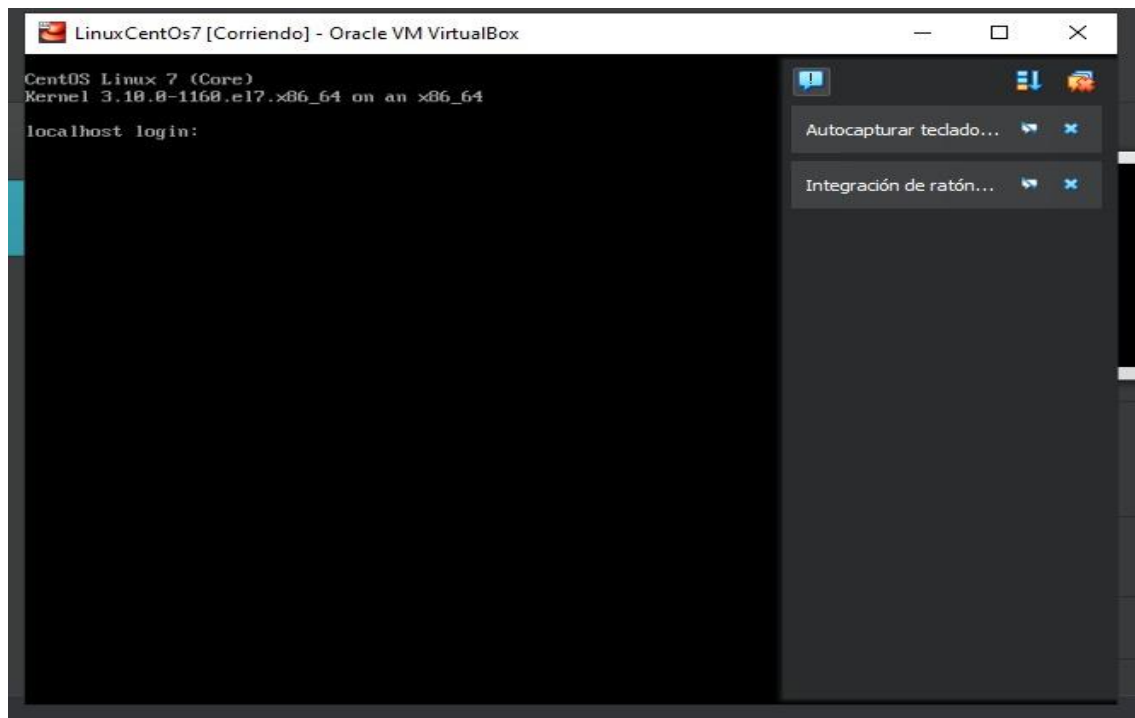 LinuxCentOs7 [Corriendo] - Oracle VM VirtualBox
CentOS Linux 7 (Core)
Kernel 3.10.0-1160.el7.x86_64 on an x86_64
localhost login:
Autocapturar teclado...
Integración de ratón...